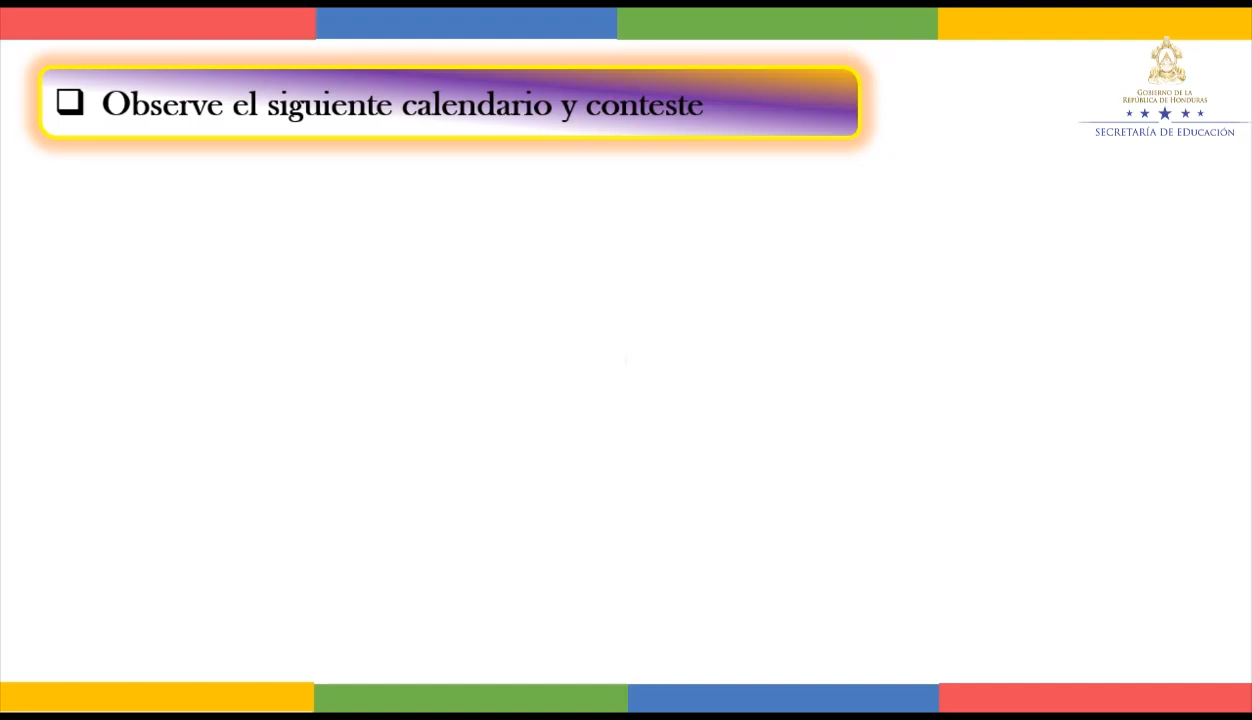 ❑ Observe el siguiente calendario y conteste
GOBIERNO DE LA
REPÚBLICA DE HONDURAS
★ ★ ★ ★ ★
SECRETARÍA DE EDUCACIÓN